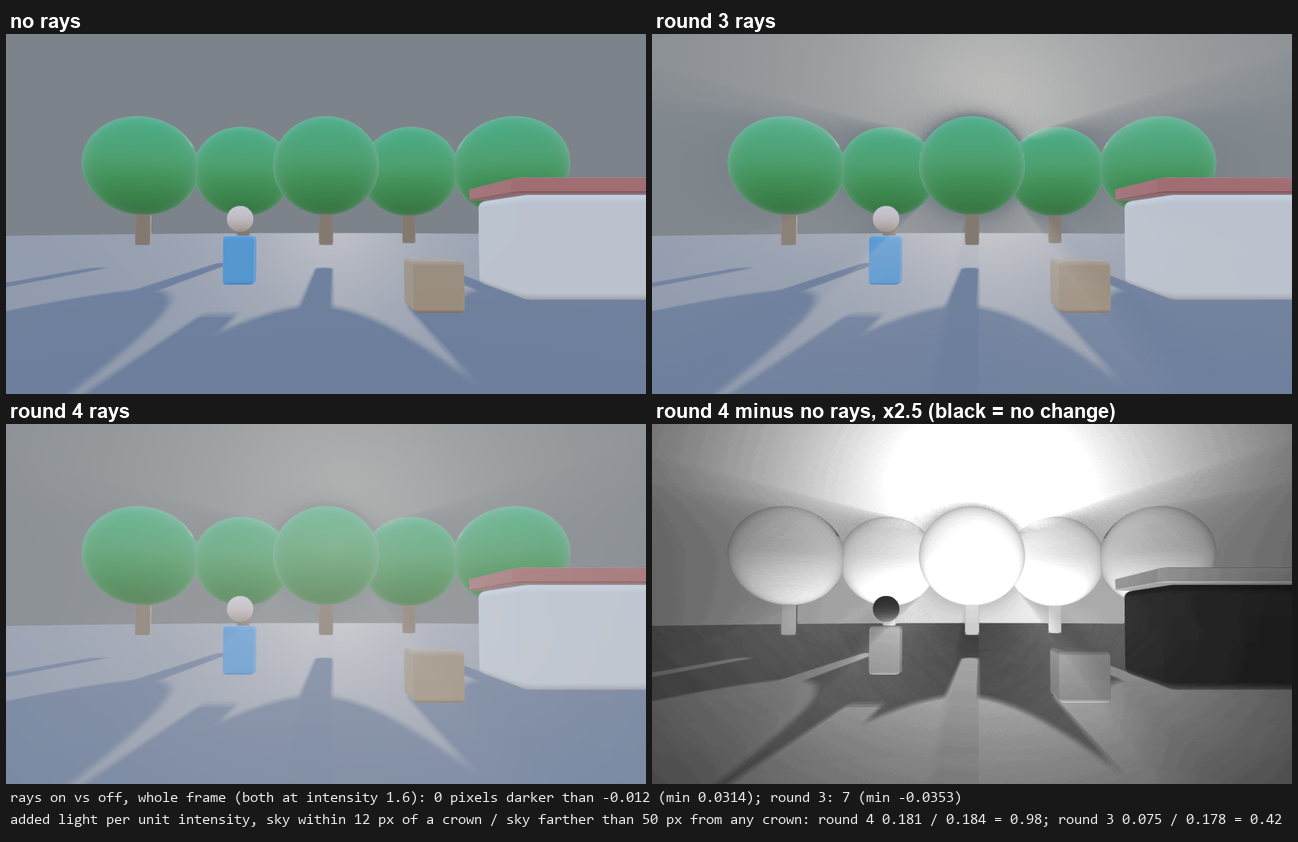 no rays
round 3 rays
round 4 rays
round 4 minus no rays, x2.5 (black = no change)
rays on vs off, whole frame (both at intensity 1.6): 0 pixels darker than -0.012 (min 0.0314); round 3: 7 (min -0.0353)
added light per unit intensity, sky within 12 px of a crown / sky farther than 50 px from any crown: round 4 0.181 / 0.184 = 0.98; round 3 0.075 / 0.178 = 0.42